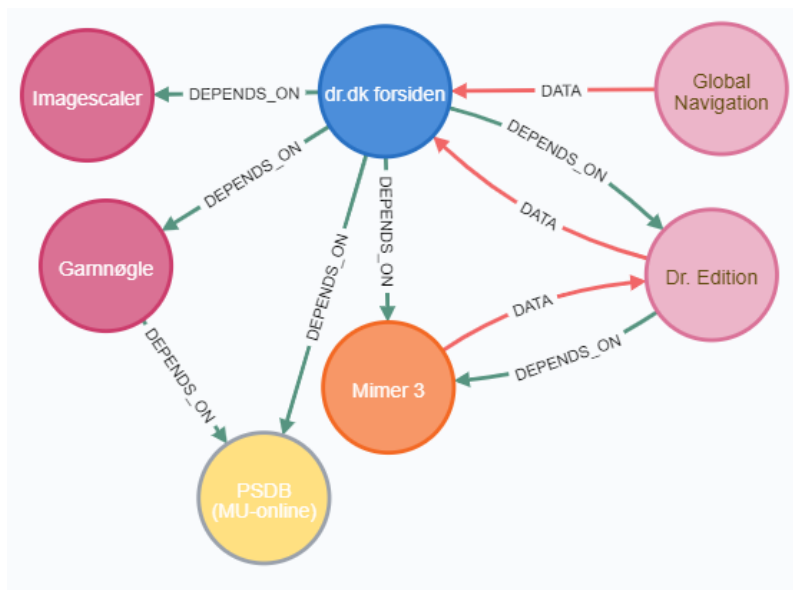 Imagescaler
DEPENDS_ON
dr.dk forsiden
DATA
Global
Navigation
DEPENDS_ON
DEPENDS_ON
DEPENDS_ON
DEPENDS_ON
DATA
Garnnøgle
Dr. Edition
DATA
DEPENDS_ON
DEPENDS_ON
Mimer 3
PSDB
(MU-online)